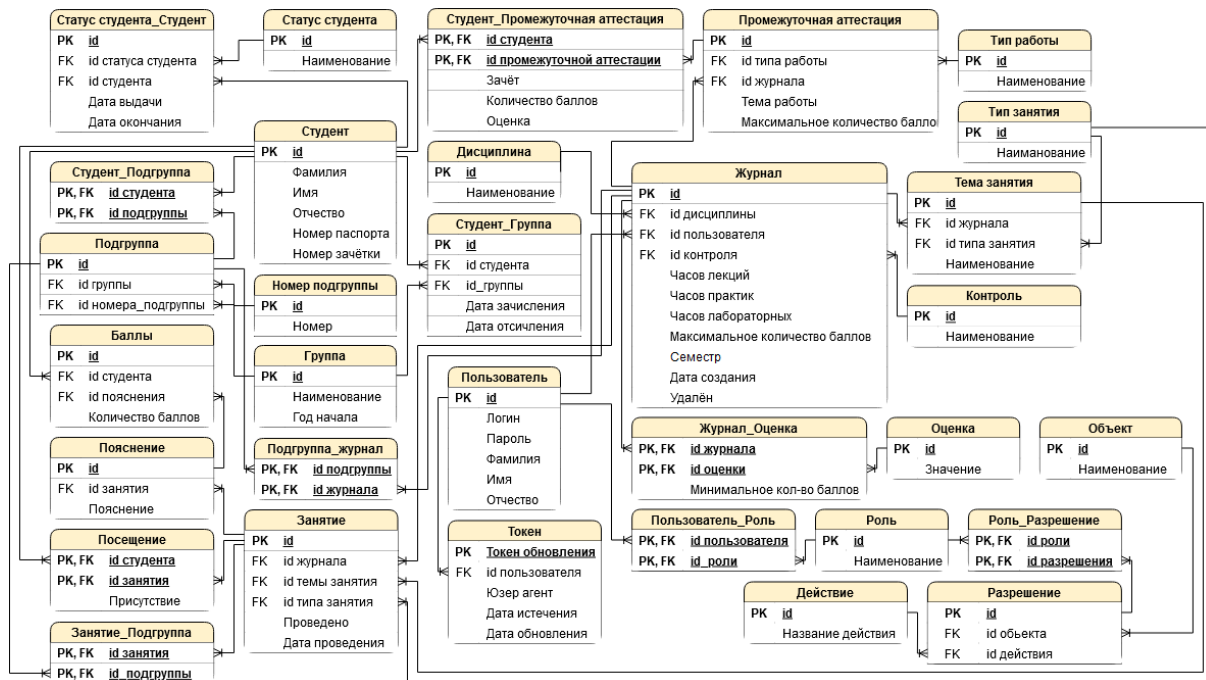 Статус студента_Студент
PK id
FK id статуса студента
FK id студента
Дата выдачи
Дата окончания
Статус студента
PK id
Наименование
Студент_Промежуточная аттестация
PK, FK id студента
PK, FK id промежуточной аттестации
Зачёт
Количество баллов
Оценка
Промежуточная аттестация
PK id
FK id типа работы
FK id журнала
Тема работы
Максимальное количество балло
Тип работы
PK id
Наименование
Тип занятия
PK id
Наиманование
Студент
PK id
Фамилия
Имя
Отчество
Номер паспорта
Номер зачётки
Дисциплина
PK id
Наименование
Студент_Подгруппа
PK, FK id студента
PK, FK id подгруппы
Журнал
PK id
FK id дисциплины
FK id пользователя
FK id контроля
Часов лекций
Часов практик
Часов лабораторных
Максимальное количество баллов
Семестр
Дата создания
Удалён
Тема занятия
PK id
FK id журнала
FK id типа занятия
Наименование
Студент_Группа
PK id
FK id студента
FK id_группы
Дата зачисления
Дата отсичления
Подгруппа
PK id
FK id группы
FK id номера_подгруппы
Номер подгруппы
PK id
Номер
Контроль
PK id
Наименование
Баллы
PK id
FK id студента
FK id пояснения
Количество баллов
Группа
PK id
Наименование
Год начала
Пользователь
PK id
Логин
Пароль
Фамилия
Имя
Отчество
Журнал_Оценка
PK, FK id журнала
PK, FK id оценки
Минимальное кол-во баллов
Оценка
PK id
Значение
Объект
PK id
Наименование
Пояснение
PK id
FK id занятия
Пояснение
Подгруппа_журнал
PK, FK id подгруппы
PK, FK id журнала
Занятие
PK id
FK id журнала
FK id темы занятия
FK id типа занятия
Проведено
Дата проведения
Токен
PK Токен обновления
FK id пользователя
Юзер агент
Дата истечения
Дата обновления
Пользователь_Роль
PK, FK id пользователя
PK, FK id_роли
Роль
PK id
Наименование
Роль_Разрешение
PK, FK id роли
PK, FK id разрешения
Посещение
PK, FK id студента
PK, FK id занятия
Присутствие
Действие
PK id
Название действия
Разрешение
PK id
FK id обьекта
FK id действия
Занятие_Подгруппа
PK, FK id занятия
PK, FK id_подгруппы